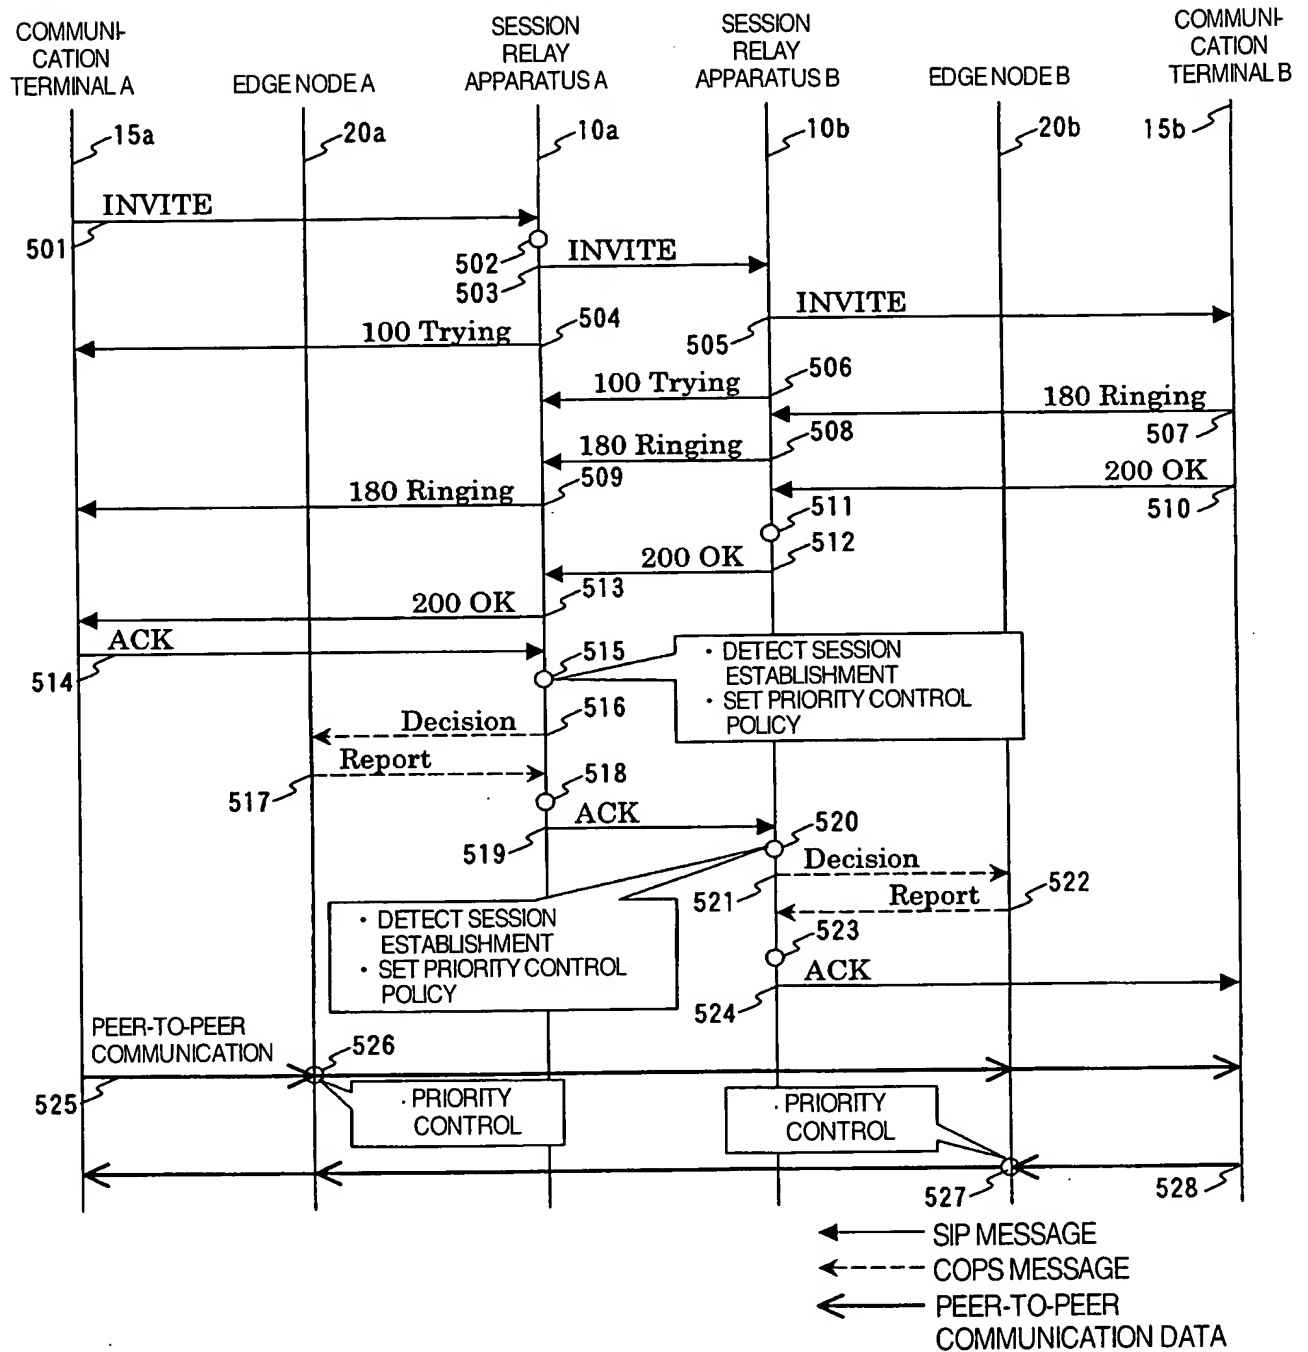 COMMUNI-
CATION
TERMINAL A
EDGE NODE A
SESSION
RELAY
APPARATUS A
SESSION
RELAY
APPARATUS B
EDGE NODE B
COMMUNI-
CATION
TERMINAL B
15a
20a
10a
10b
20b
15b
INVITE
501
502
INVITE
503
INVITE
504
100 Trying
505
506
100 Trying
180 Ringing
507
508
180 Ringing
200 OK
509
180 Ringing
510
511
512
200 OK
513
200 OK
ACK
514
515
• DETECT SESSION
ESTABLISHMENT
• SET PRIORITY CONTROL
POLICY
516
Decision
Report
517
518
ACK
519
520
Decision
521
522
Report
• DETECT SESSION
ESTABLISHMENT
• SET PRIORITY CONTROL
POLICY
523
ACK
524
PEER-TO-PEER
COMMUNICATION
526
525
· PRIORITY
CONTROL
· PRIORITY
CONTROL
527
528
SIP MESSAGE
COPS MESSAGE
PEER-TO-PEER
COMMUNICATION DATA